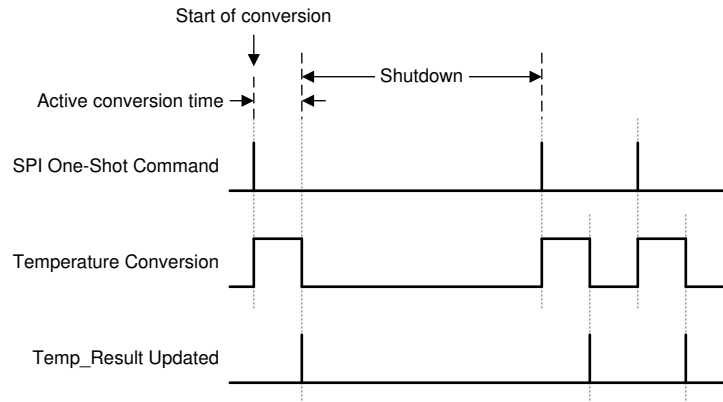 Start of conversion
Shutdown
Active conversion time
SPI One-Shot Command
Temperature Conversion
Temp_Result Updated